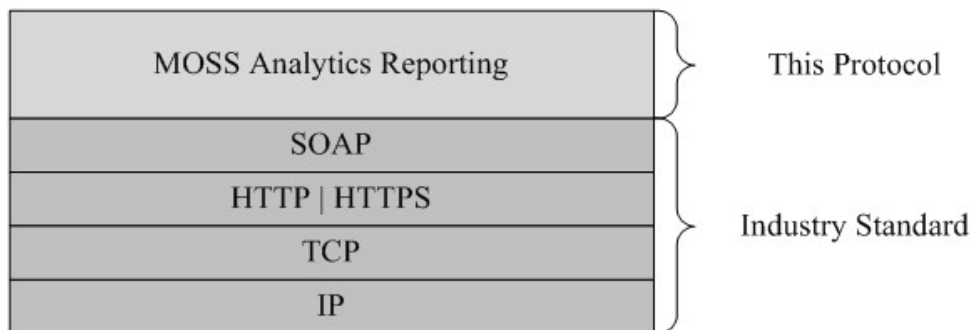 MOSS Analytics Reporting
This Protocol
SOAP
HTTP | HTTPS
TCP
IP
Industry Standard